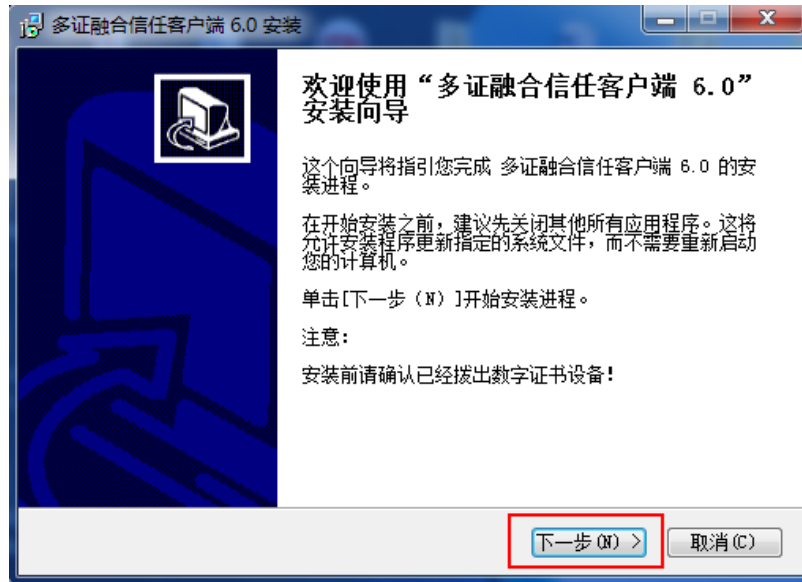 多证融合信任客户端 6.0 安装
欢迎使用“多证融合信任客户端 6.0”
安装向导
这个向导将指引您完成 多证融合信任客户端 6.0 的安
装进程。
在开始安装之前，建议先关闭其他所有应用程序。这将
允许安装程序更新指定的系统文件，而不需要重新启动
您的计算机。
单击[下一步（N）]开始安装进程。
注意：
安装前请确认已经拨出数字证书设备！
下一步(N) >
取消(C)